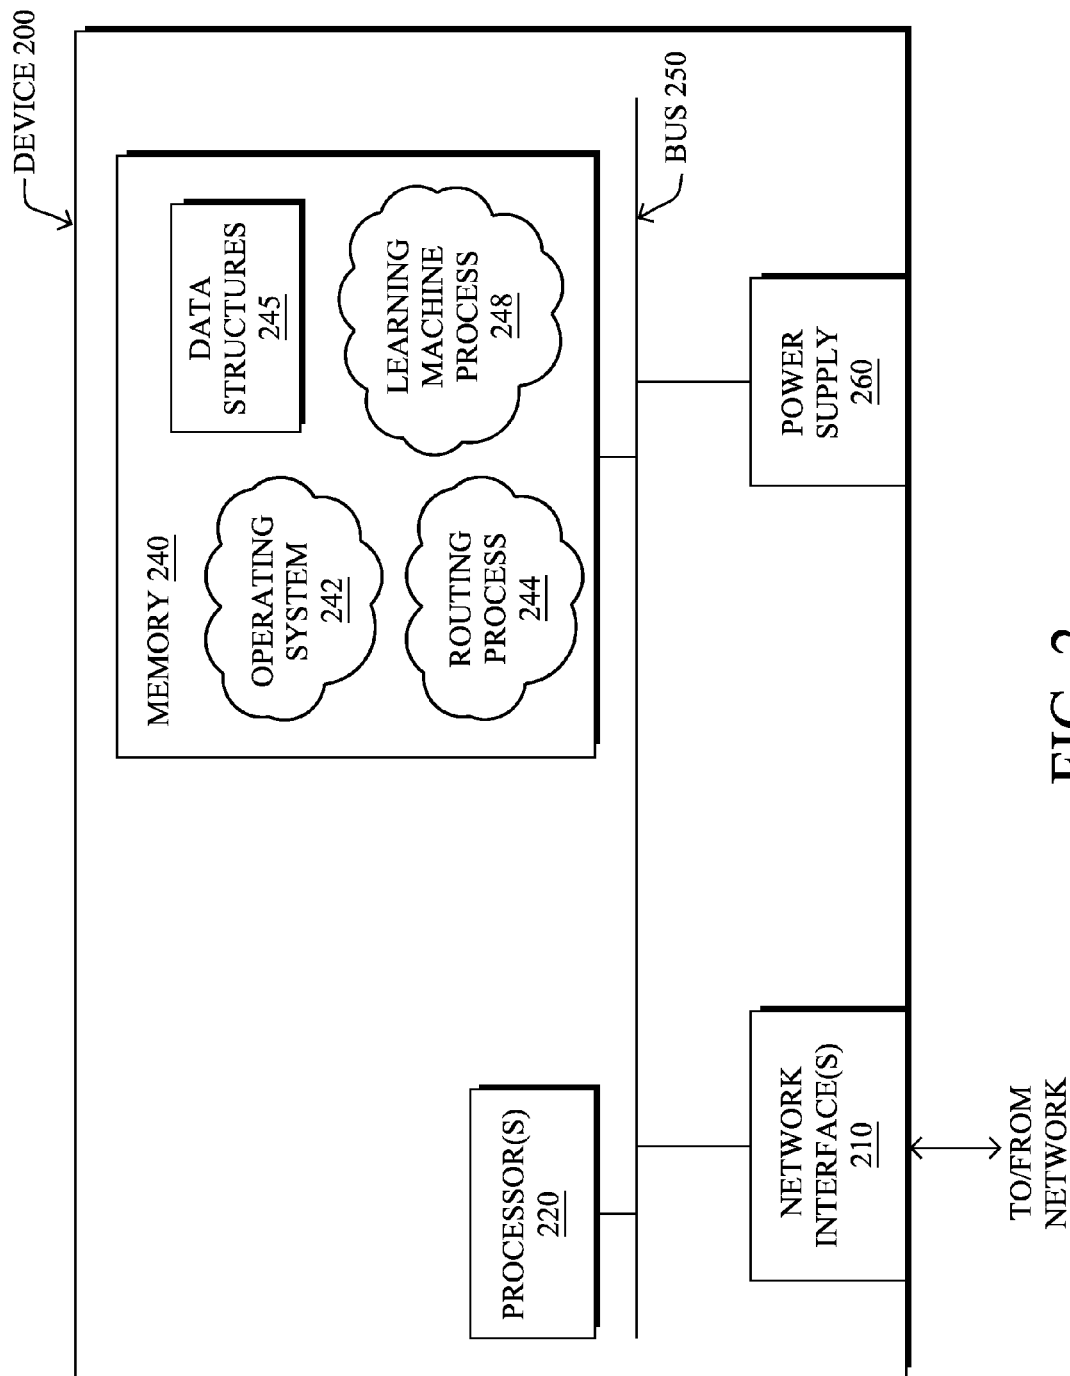 DEVICE 200
MEMORY 240
OPERATING
SYSTEM
242
DATA
STRUCTURES
245
ROUTING
PROCESS
244
LEARNING
MACHINE
PROCESS
248
PROCESSOR(S)
220
BUS 250
NETWORK
INTERFACE(S)
210
POWER
SUPPLY
260
TO/FROM
NETWORK
FIG. 2